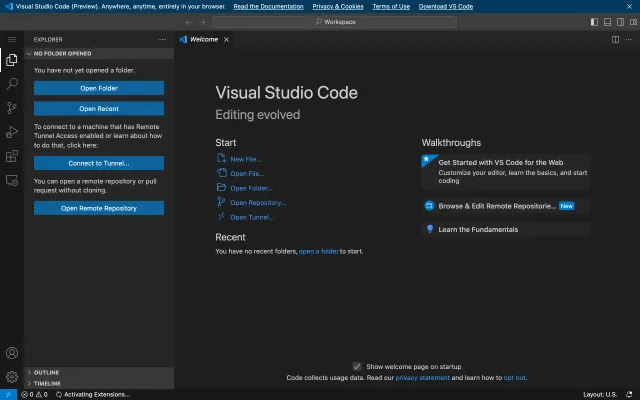 Visual Studio Code (Preview). Anywhere, anytime, entirely in your browser. Read the Documentation Privacy & Cookies Terms of Use Download VS Code
Workspace
EXPLORER
Welcome
NO FOLDER OPENED
You have not yet opened a folder.
Open Folder
Open Recent
To connect to a machine that has Remote
Tunnel Access enabled or learn about how
to do that, click here:
Connect to Tunnel...
You can open a remote repository or pull
request without cloning.
Open Remote Repository
OUTLINE
TIMELINE
Visual Studio Code
Editing evolved
Start
New File...
Open File...
Open Folder...
Open Repository...
Open Tunnel...
Recent
You have no recent folders, open a folder to start.
Walkthroughs
Get Started with VS Code for the Web
Customize your editor, learn the basics, and start
coding
Browse & Edit Remote Repositorie... New
Learn the Fundamentals
Show welcome page on startup
Code collects usage data. Read our privacy statement and learn how to opt out.
0 0 Activating Extensions... Layout: U.S.